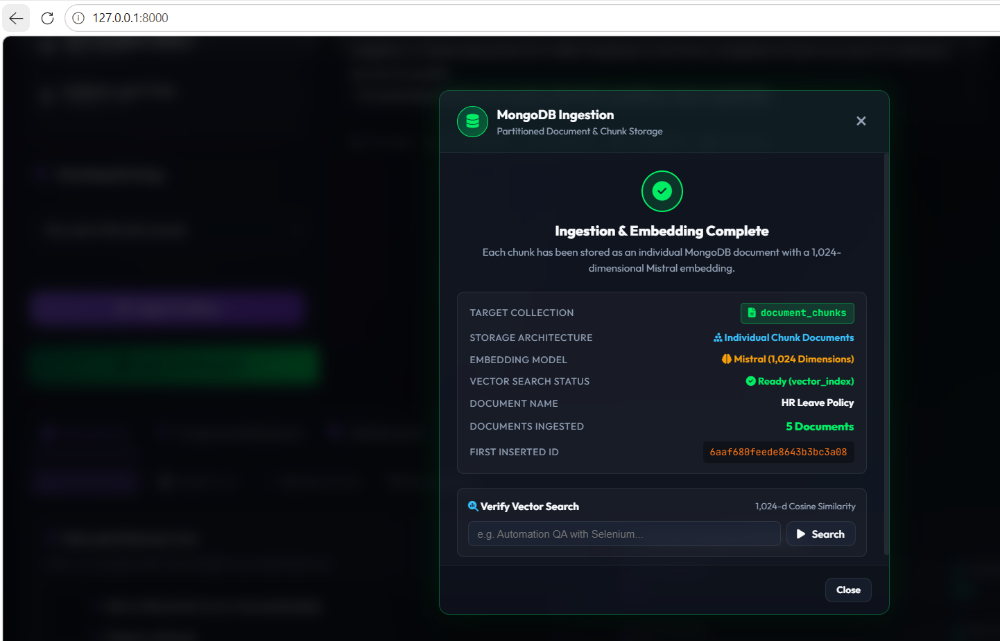 127.0.0.1:8000
MongoDB Ingestion
Partitioned Document & Chunk Storage
Ingestion & Embedding Complete
Each chunk has been stored as an individual MongoDB document with a 1,024-
dimensional Mistral embedding.
TARGET COLLECTION document_chunks
STORAGE ARCHITECTURE Individual Chunk Documents
EMBEDDING MODEL Mistral (1,024 Dimensions)
VECTOR SEARCH STATUS Ready (vector_index)
DOCUMENT NAME HR Leave Policy
DOCUMENTS INGESTED 5 Documents
FIRST INSERTED ID 6aaf680feede8643b3bc3a08
Verify Vector Search 1,024-d Cosine Similarity
e.g. Automation QA with Selenium... Search
Close